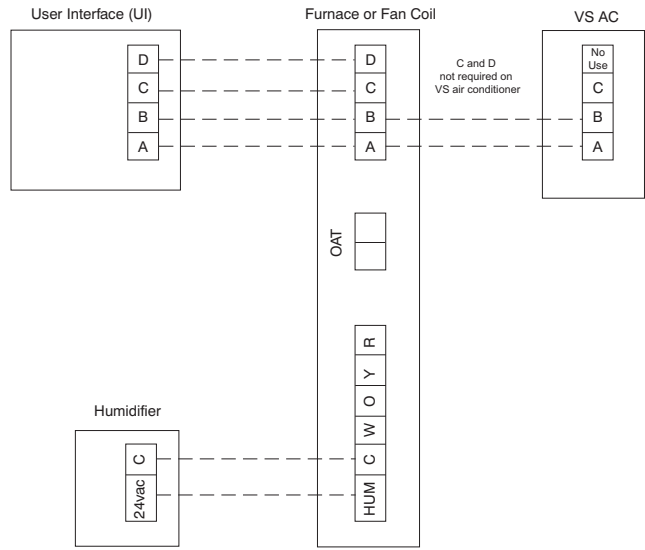 User Interface (UI)
Furnace or Fan Coil
VS AC
D
C
B
A
D
C
B
A
C and D
not required on
VS air conditioner
No
Use
C
B
A
OAT
R
Y
O
W
C
HUM
Humidifier
C
24vac